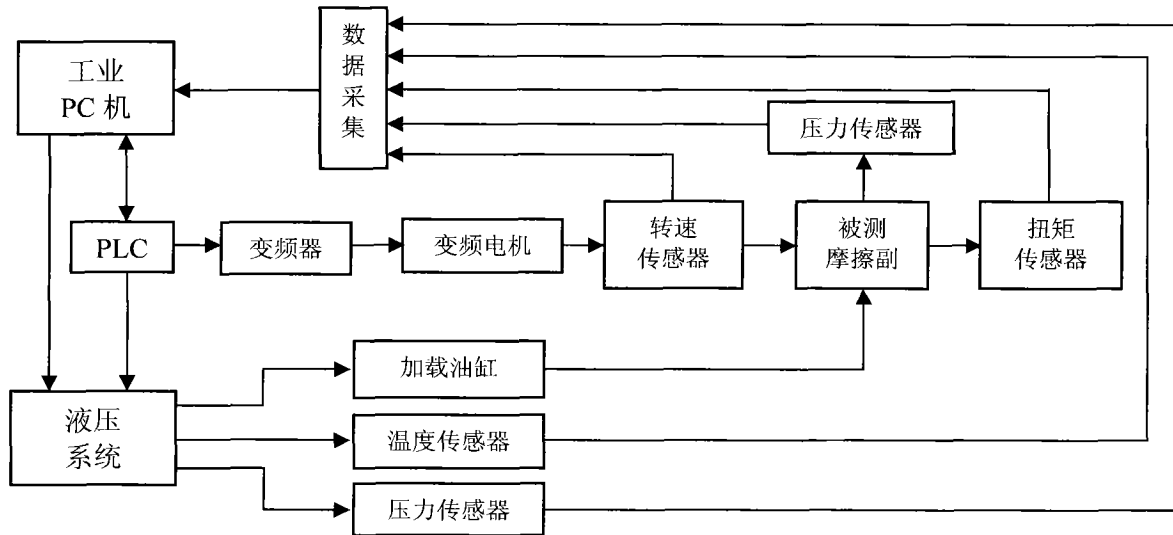 工业
PC 机
数
据
采
集
压力传感器
PLC
变频器
变频电机
转速
传感器
被测
摩擦副
扭矩
传感器
加载油缸
液压
系统
温度传感器
压力传感器